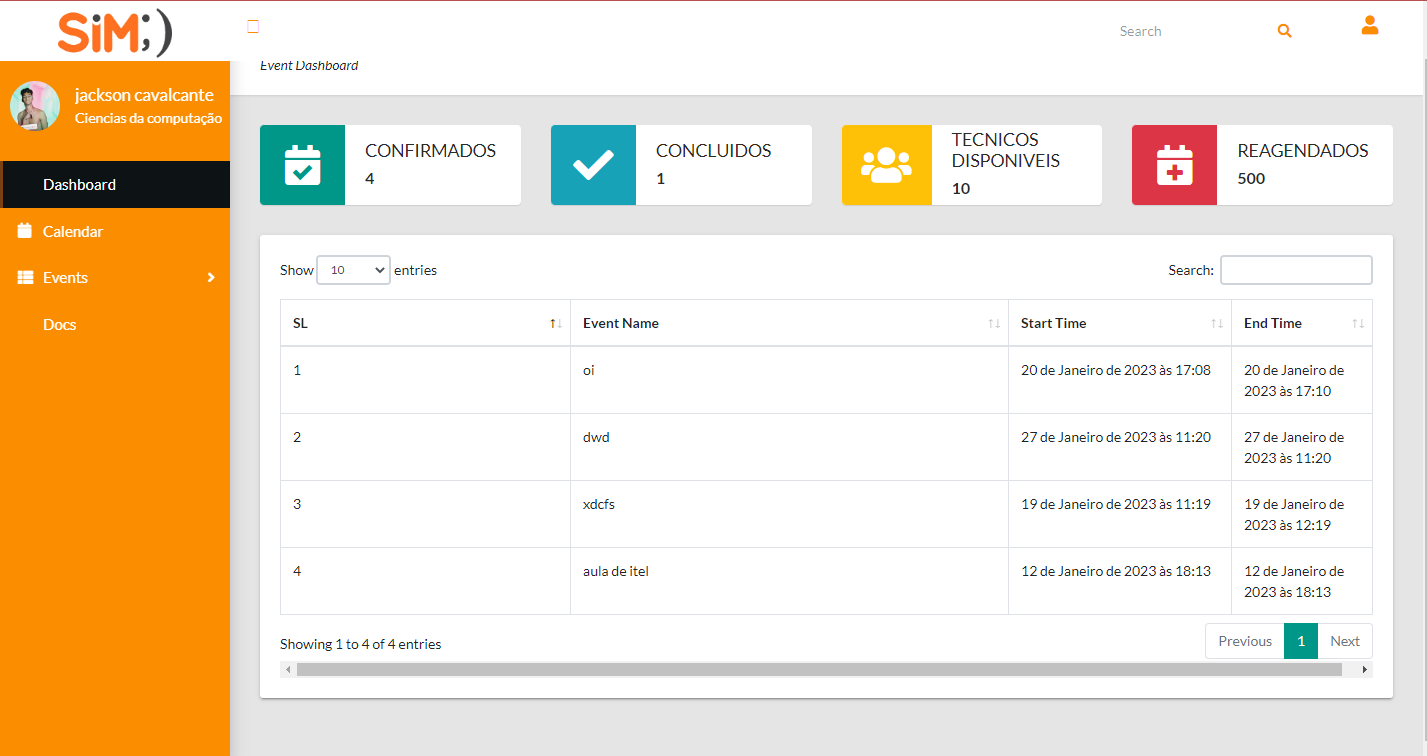 SiM;)
Search
Event Dashboard
jackson cavalcante
Ciencias da computação
Dashboard
Calendar
Events
Docs
CONFIRMADOS
4
CONCLUIDOS
1
TECNICOS
DISPONIVEIS
10
REAGENDADOS
500
Show 10 entries
Search:
SL Event Name Start Time End Time
1 oi 20 de Janeiro de 2023 às 17:08 20 de Janeiro de
2023 às 17:10
2 dwd 27 de Janeiro de 2023 às 11:20 27 de Janeiro de
2023 às 11:20
3 xdcfs 19 de Janeiro de 2023 às 11:19 19 de Janeiro de
2023 às 12:19
4 aula de itel 12 de Janeiro de 2023 às 18:13 12 de Janeiro de
2023 às 18:13
Showing 1 to 4 of 4 entries
Previous 1 Next